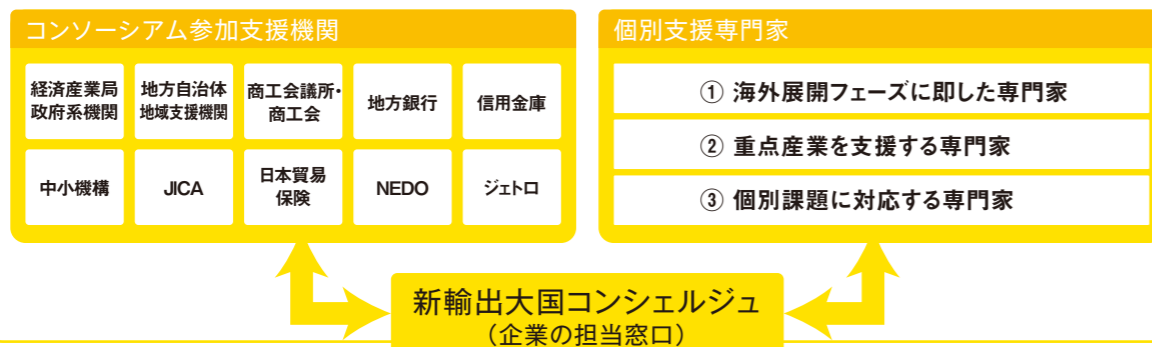 コンソーシアム参加支援機関
経済産業局
政府系機関
地方自治体
地域支援機関
商工会議所・
商工会
地方銀行
信用金庫
中小機構
JICA
日本貿易
保険
NEDO
ジェトロ
個別支援専門家
① 海外展開フェーズに即した専門家
② 重点産業を支援する専門家
③ 個別課題に対応する専門家
新輸出大国コンシェルジュ
（企業の担当窓口）